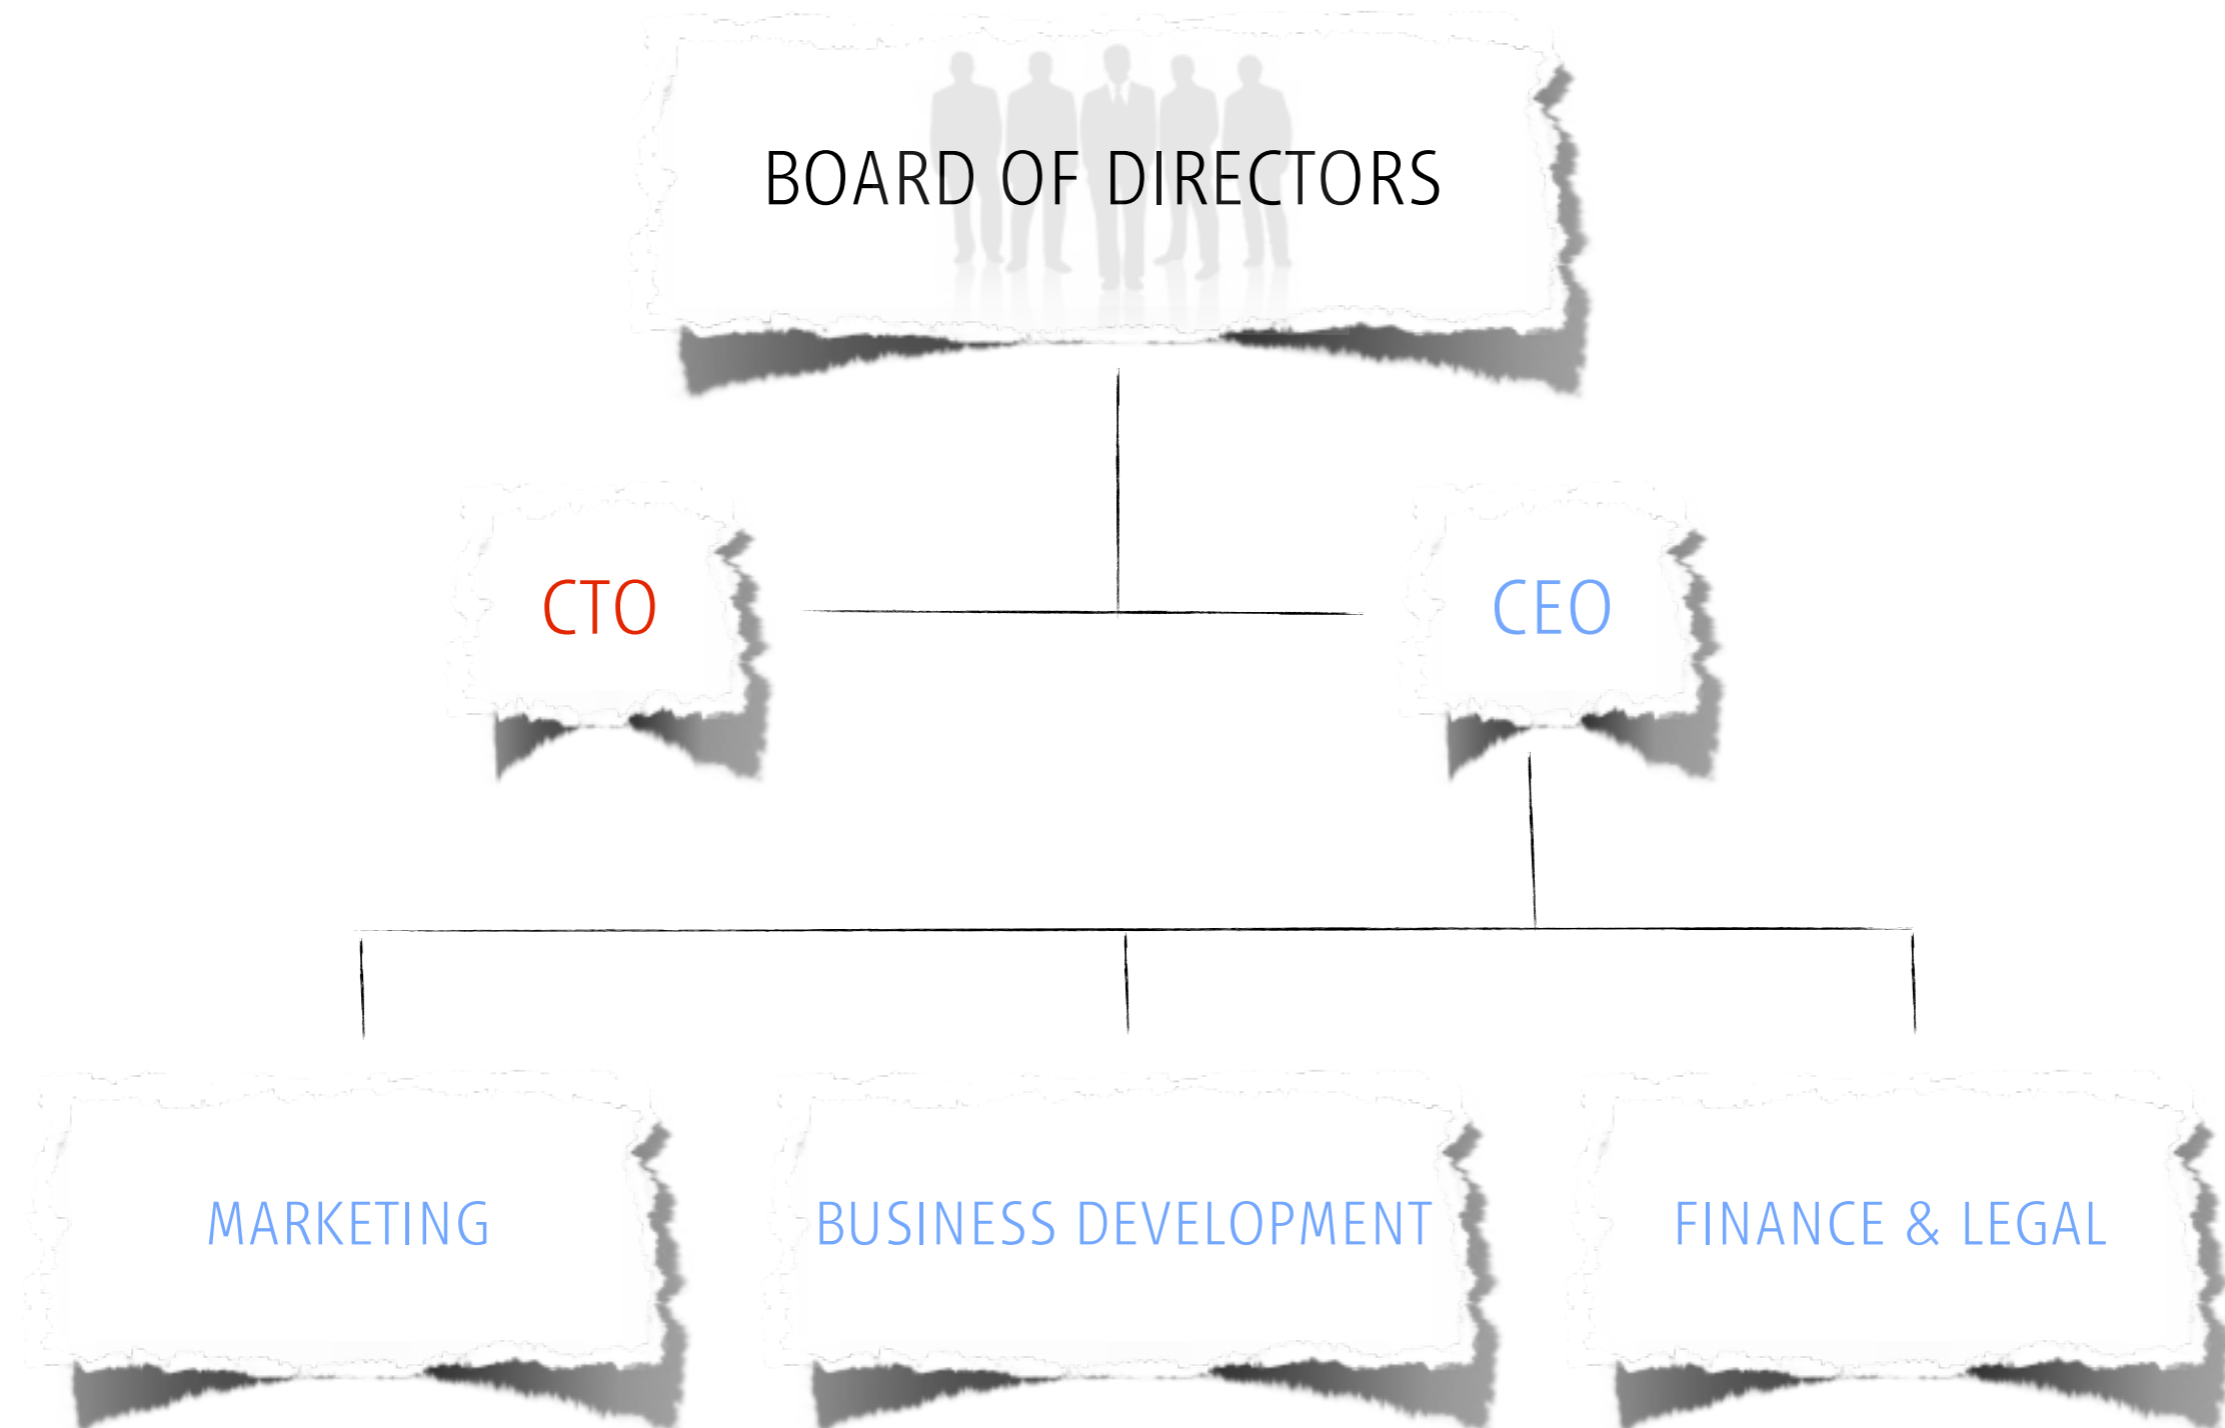 BOARD OF DIRECTORS
CTO
CEO
MARKETING
BUSINESS DEVELOPMENT
FINANCE & LEGAL